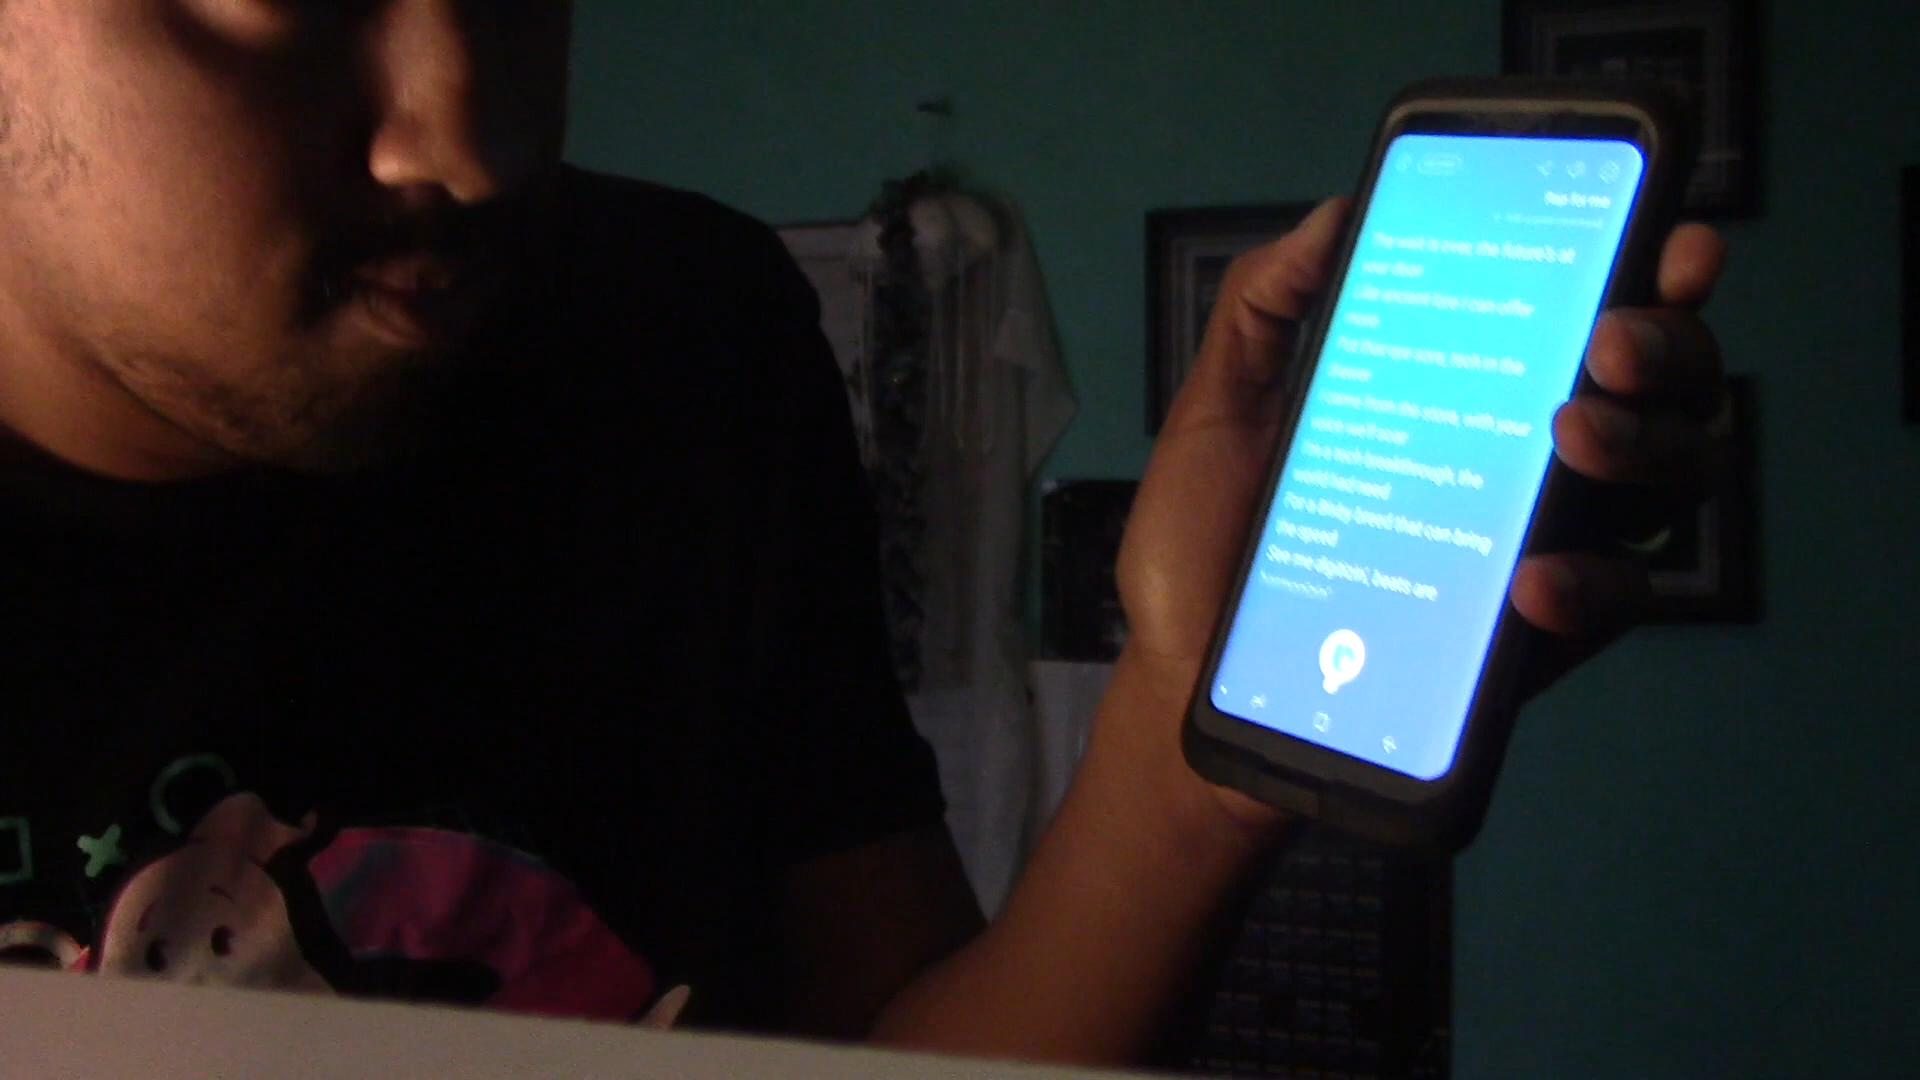 Rap for me
The wait is over, the future's at
your door
Like ancient lore I can offer
more
Put that eye sore, tech in the
drawer
I came from the store, with your
voice we'll soar
I'm a tech breakthrough, the
world had need
For a Bixby breed that can bring
the speed
See me digitizin', beats are